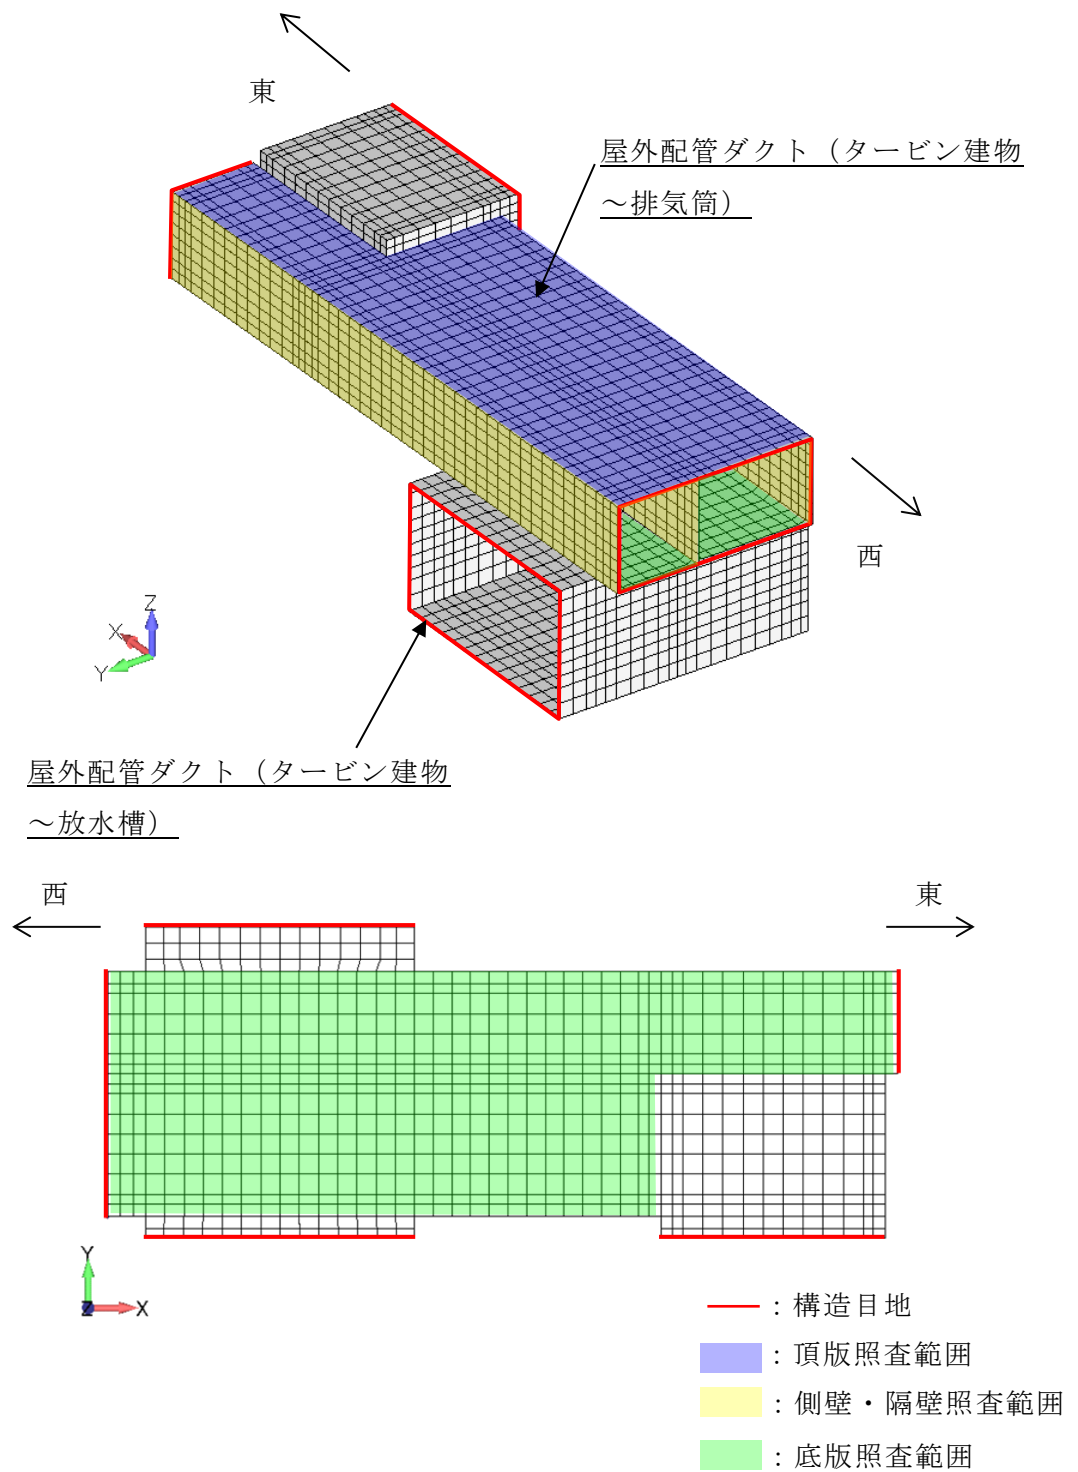 東
屋外配管ダクト（タービン建物
～排気筒）
西
Z
X
Y
屋外配管ダクト（タービン建物
～放水槽）
西
東
Y
Z
X
：構造目地
：頂版照査範囲
：側壁・隔壁照査範囲
：底版照査範囲